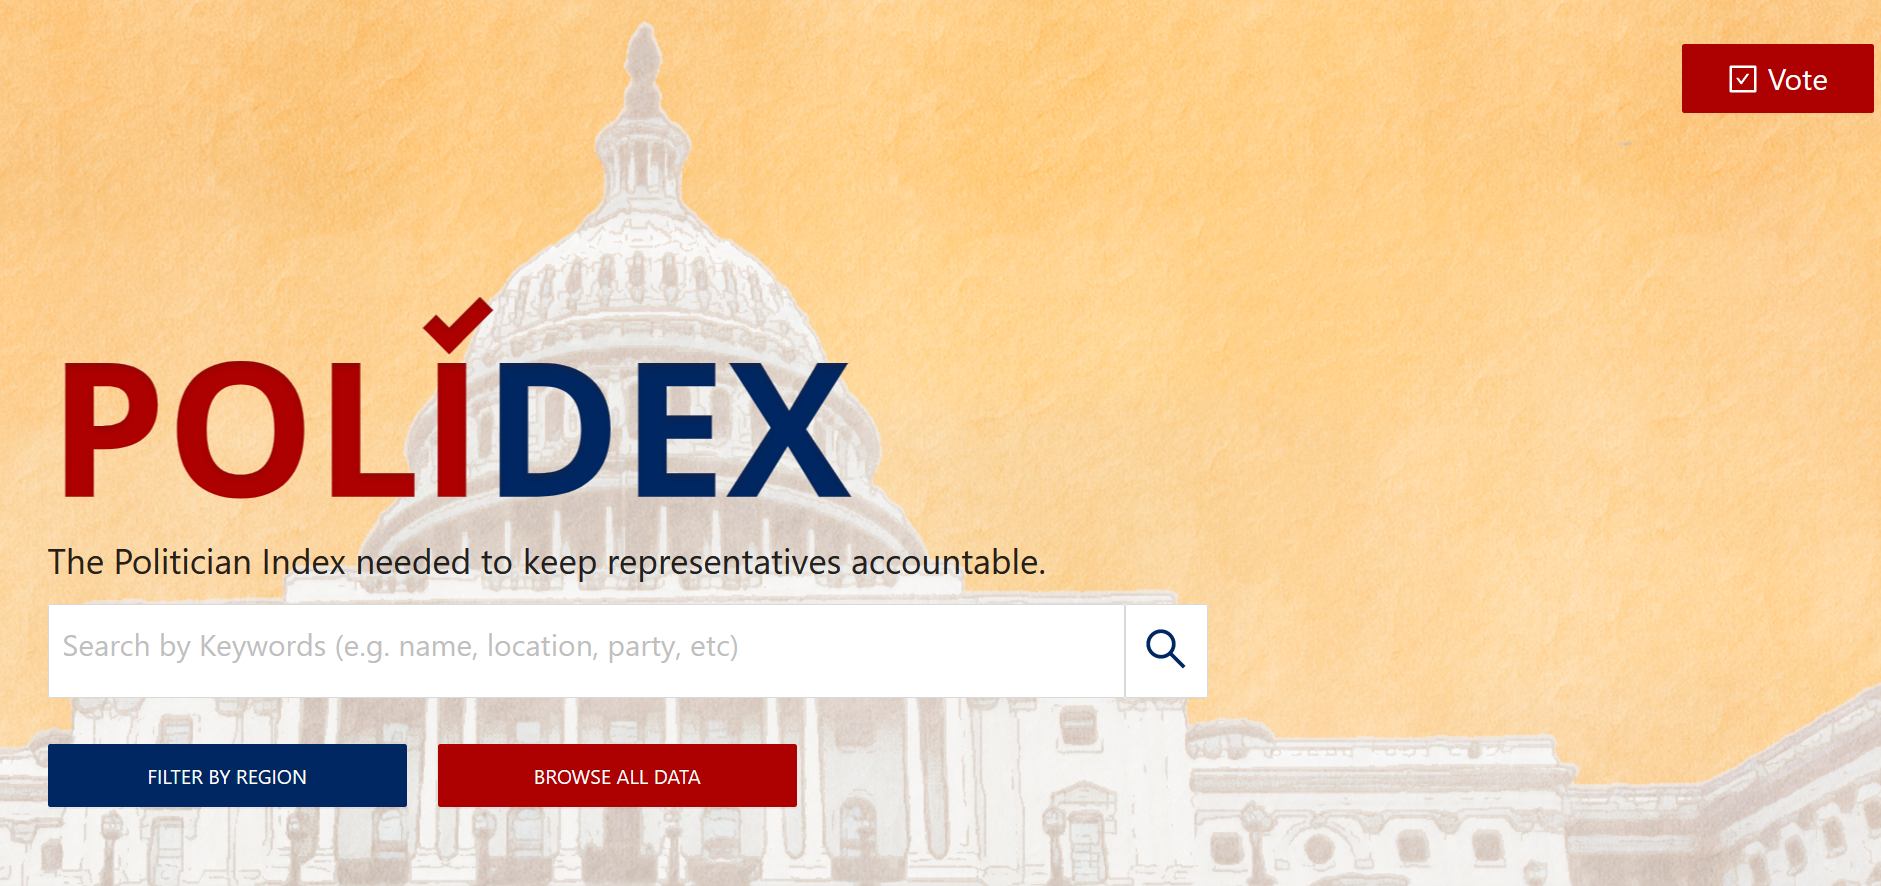 Vote
POLIDEX
The Politician Index needed to keep representatives accountable.
Search by Keywords (e.g. name, location, party, etc)
FILTER BY REGION
BROWSE ALL DATA